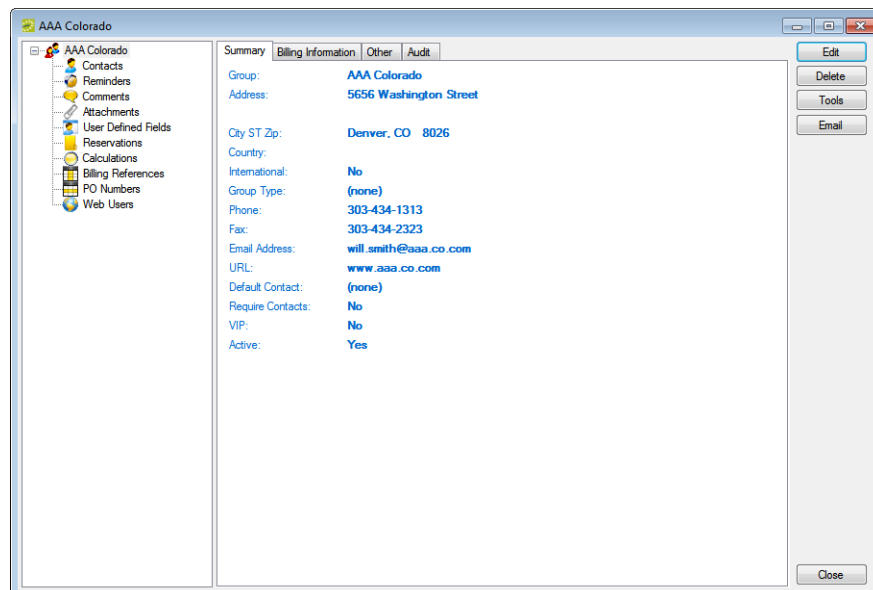 AAA Colorado
AAA Colorado
Contacts
Reminders
Comments
Attachments
User Defined Fields
Reservations
Calculations
Billing References
PO Numbers
Web Users
Summary Billing Information Other Audit
Group: AAA Colorado
Address: 5656 Washington Street
City ST Zip: Denver, CO 8026
Country:
International: No
Group Type: (none)
Phone: 303-434-1313
Fax: 303-434-2323
Email Address: will.smith@aaa.co.com
URL: www.aaa.co.com
Default Contact: (none)
Require Contacts: No
VIP: No
Active: Yes
Edit
Delete
Tools
Email
Close